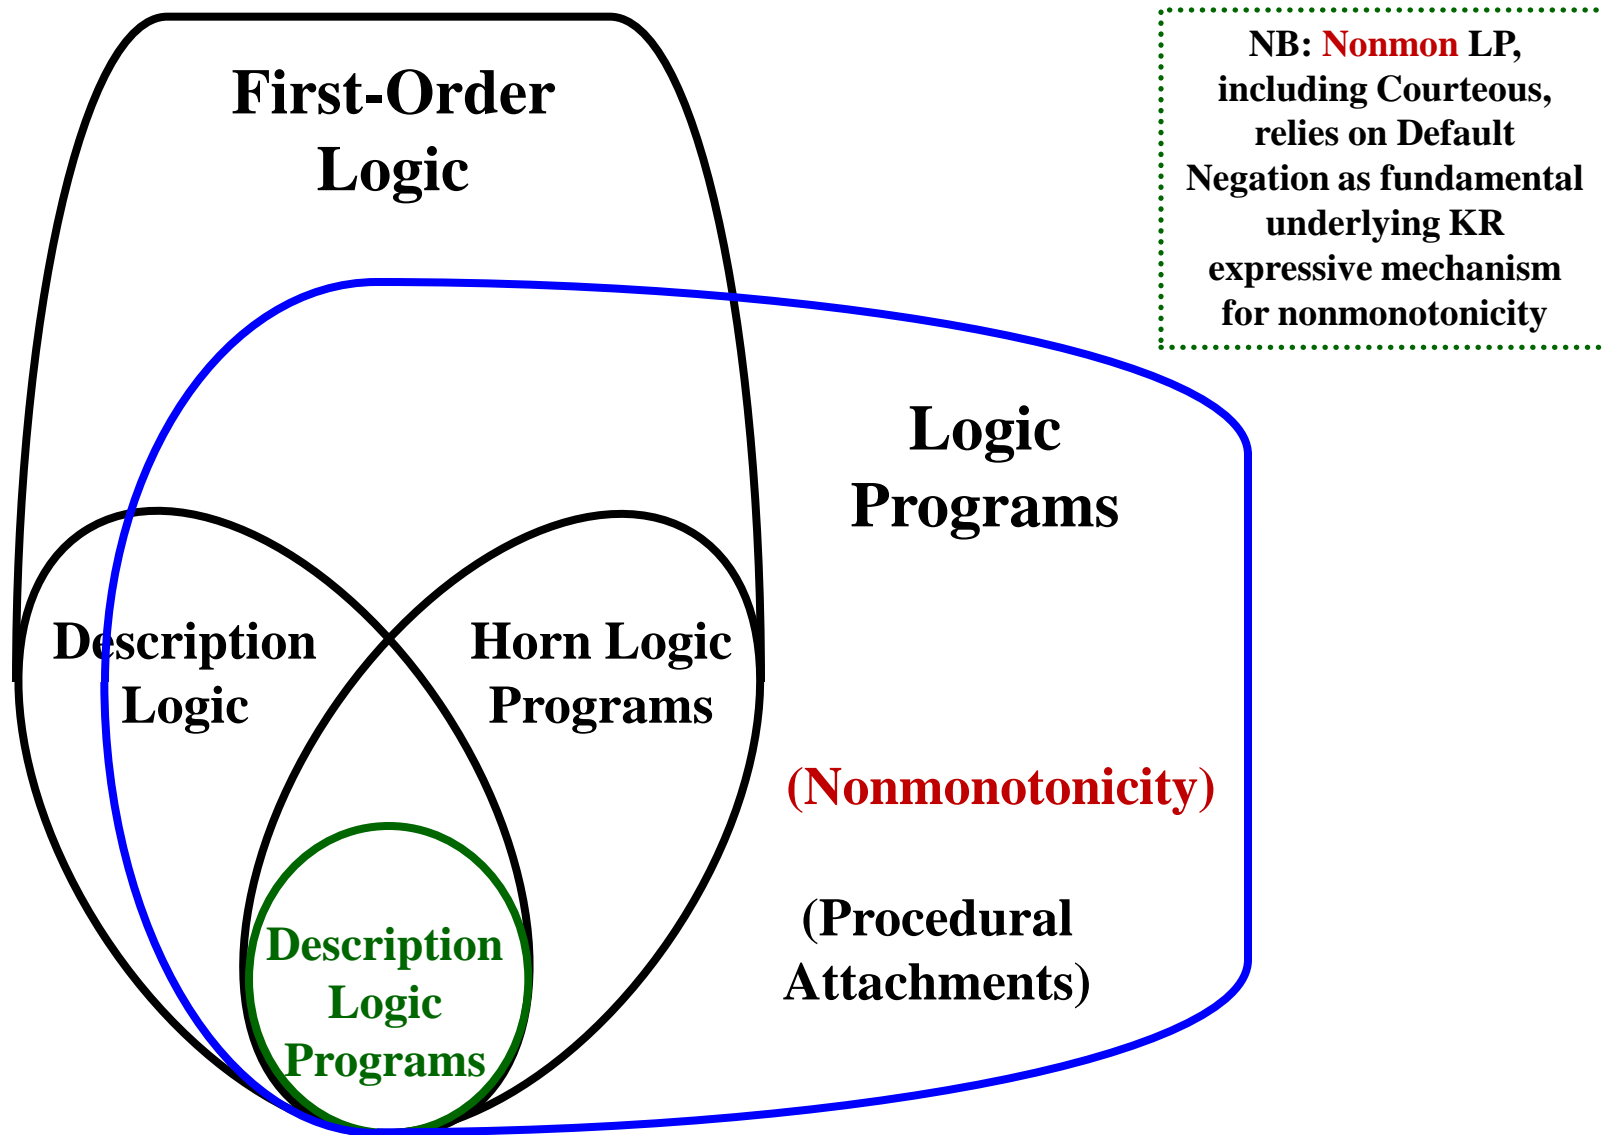 First-Order
Logic
NB: Nonmon LP,
including Courteous,
relies on Default
Negation as fundamental
underlying KR
expressive mechanism
for nonmonotonicity
Logic
Programs
Description
Logic
Horn Logic
Programs
(Nonmonotonicity)
(Procedural
Attachments)
Description
Logic
Programs